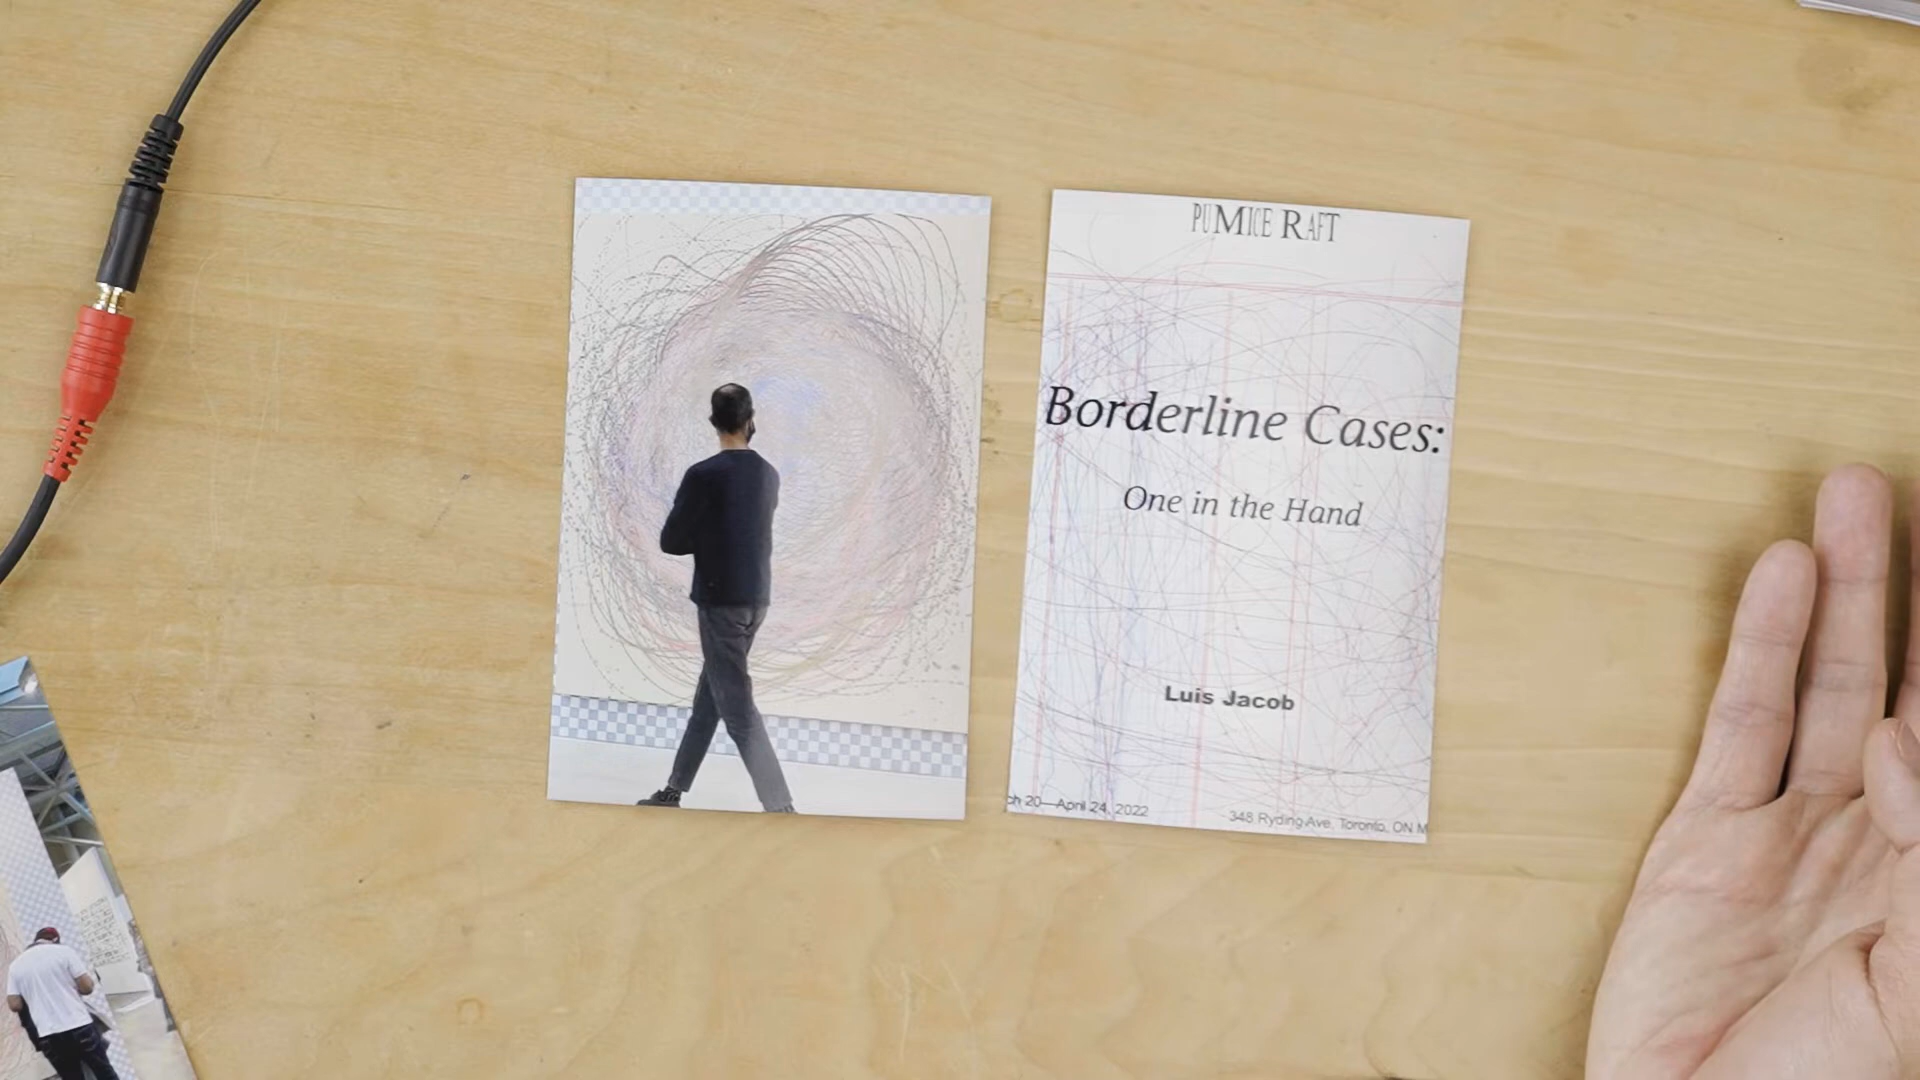 PUMICE RAFT
Borderline Cases:
One in the Hand
Luis Jacob
ch 20—April 24, 2022
348 Ryding Ave, Toronto, ON M